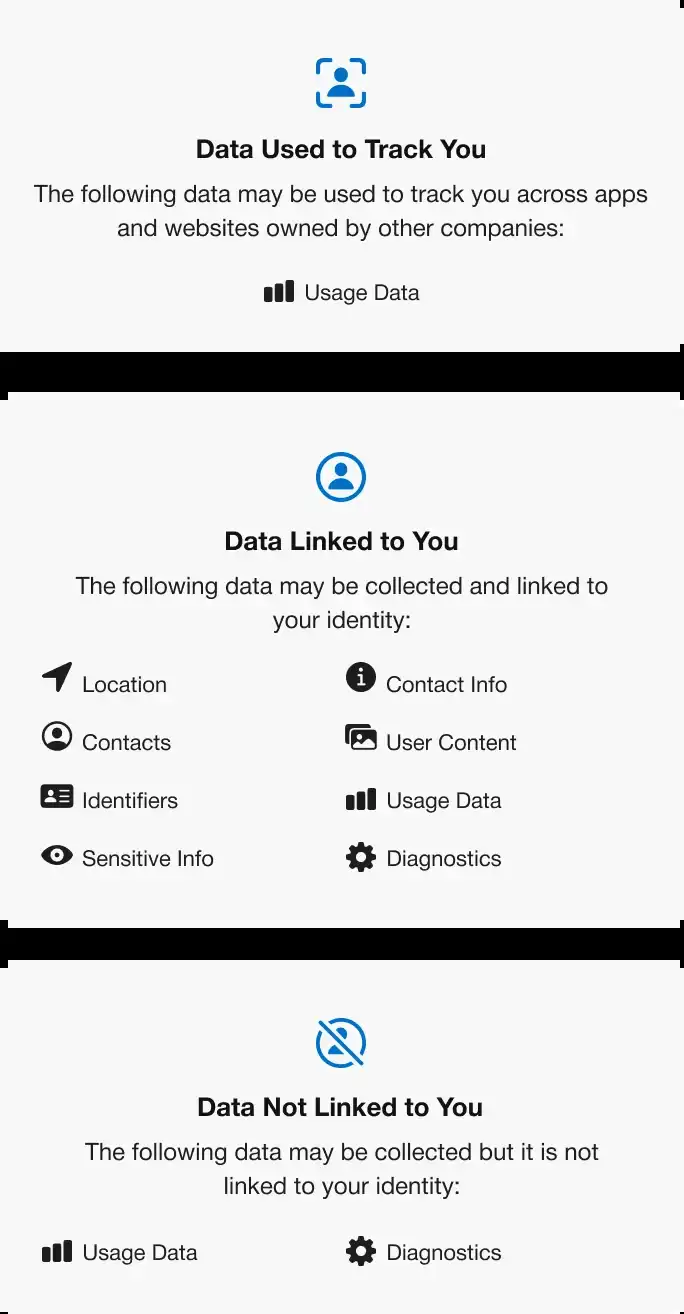 Data Used to Track You
The following data may be used to track you across apps
and websites owned by other companies:
Usage Data
Data Linked to You
The following data may be collected and linked to
your identity:
Location
Contact Info
Contacts
User Content
Identifiers
Usage Data
Sensitive Info
Diagnostics
Data Not Linked to You
The following data may be collected but it is not
linked to your identity:
Usage Data
Diagnostics